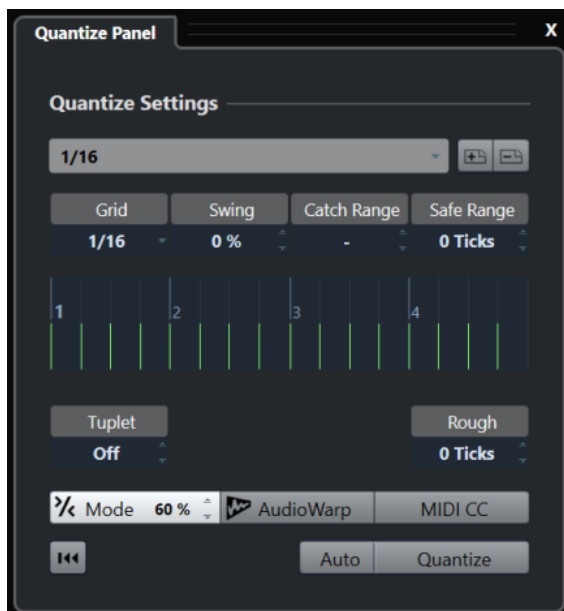 Quantize Panel X
Quantize Settings
1/16
Grid Swing Catch Range Safe Range
1/16 0 % - 0 Ticks
1 2 3 4
Tuplet Rough
Off 0 Ticks
Mode 60 % AudioWarp MIDI CC
Auto Quantize